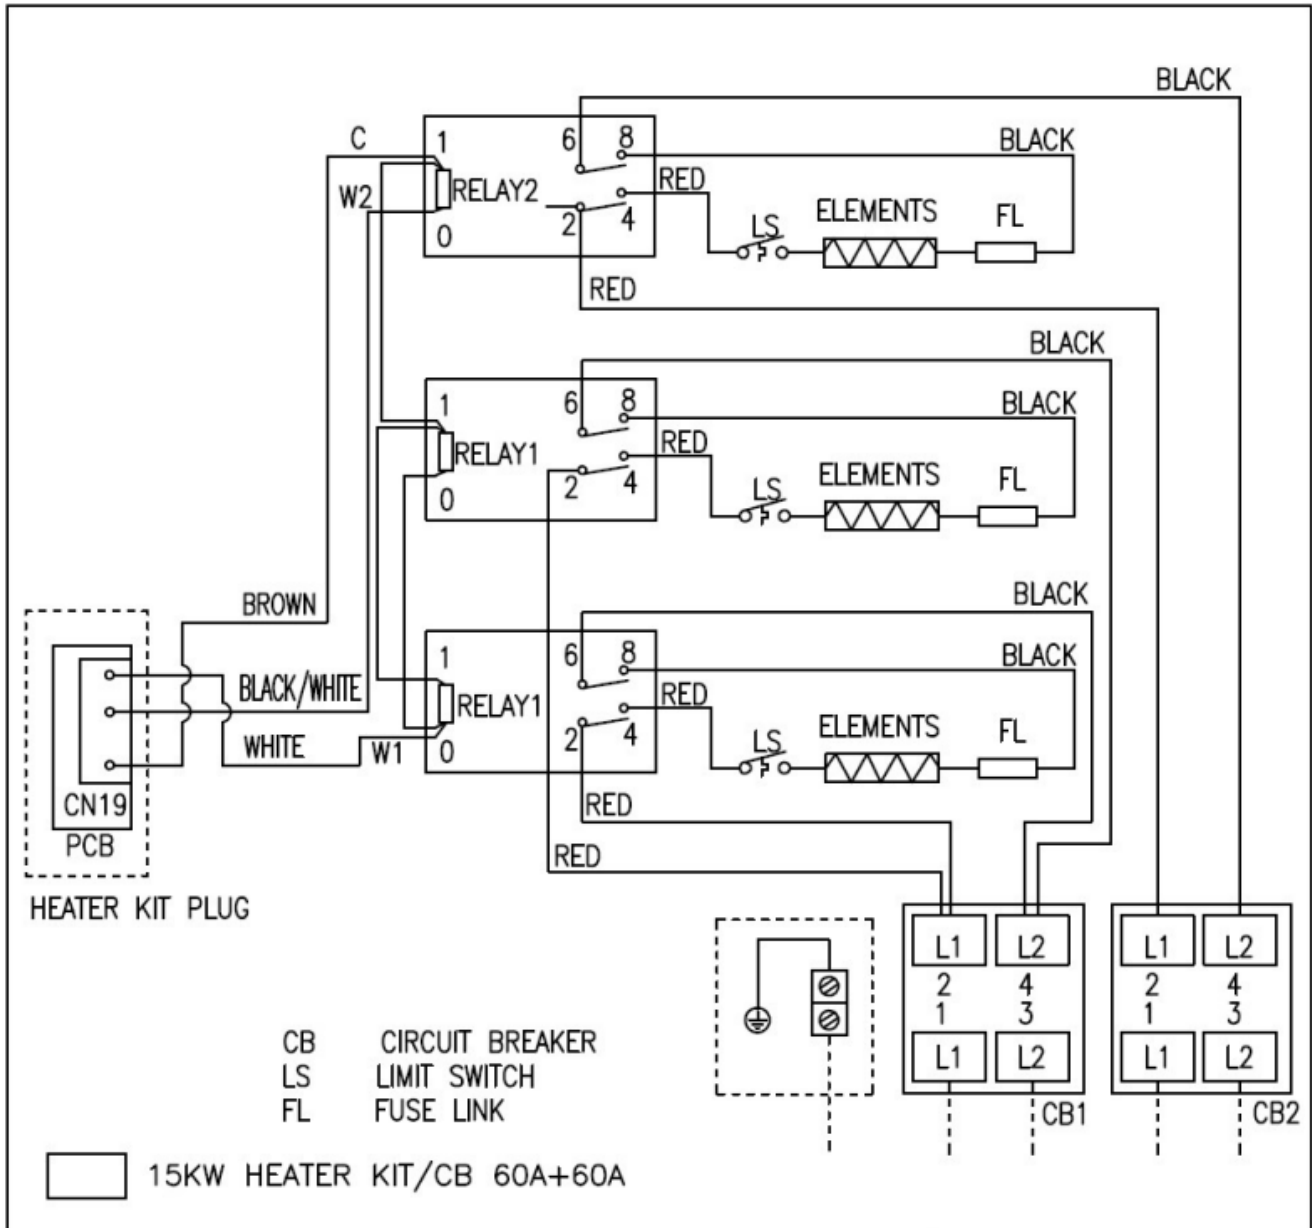 BLACK
C
1
6
8
BLACK
RED
W2
RELAY2
ELEMENTS
FL
LS
0
2
4
RED
BLACK
1
6
8
BLACK
RED
RELAY1
ELEMENTS
FL
LS
0
2
4
BLACK
BROWN
1
6
8
BLACK
RED
BLACK/WHITE
RELAY1
ELEMENTS
FL
LS
WHITE
W1
0
2
4
CN19
PCB
RED
RED
HEATER KIT PLUG
L1 L2 L1 L2
2 4 2 4
1 3 1 3
L1 L2 L1 L2
CB1 CB2
CB CIRCUIT BREAKER
LS LIMIT SWITCH
FL FUSE LINK
15KW HEATER KIT/CB 60A+60A